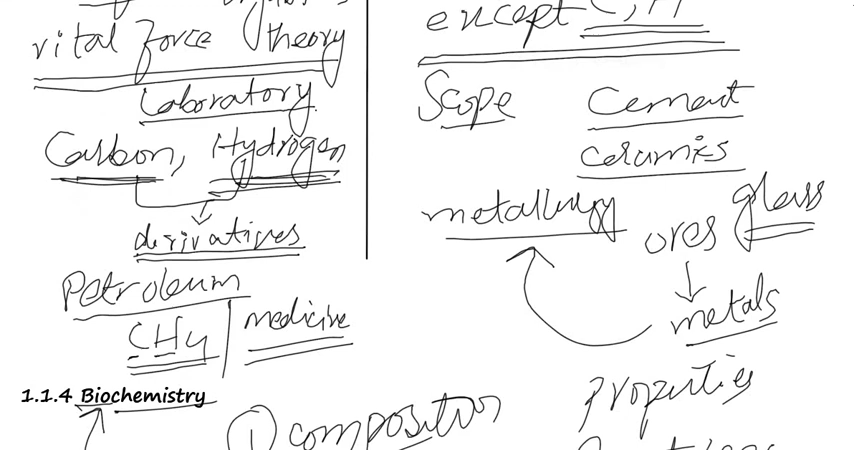 vital force theory
Laboratory
Carbon, Hydrogen
derivatives
Petroleum
CH4 | medicine
1.1.4 Biochemistry
① composition
except C, H
Scope Cement
ceramics
metallurgy ores glass
metals
Properties